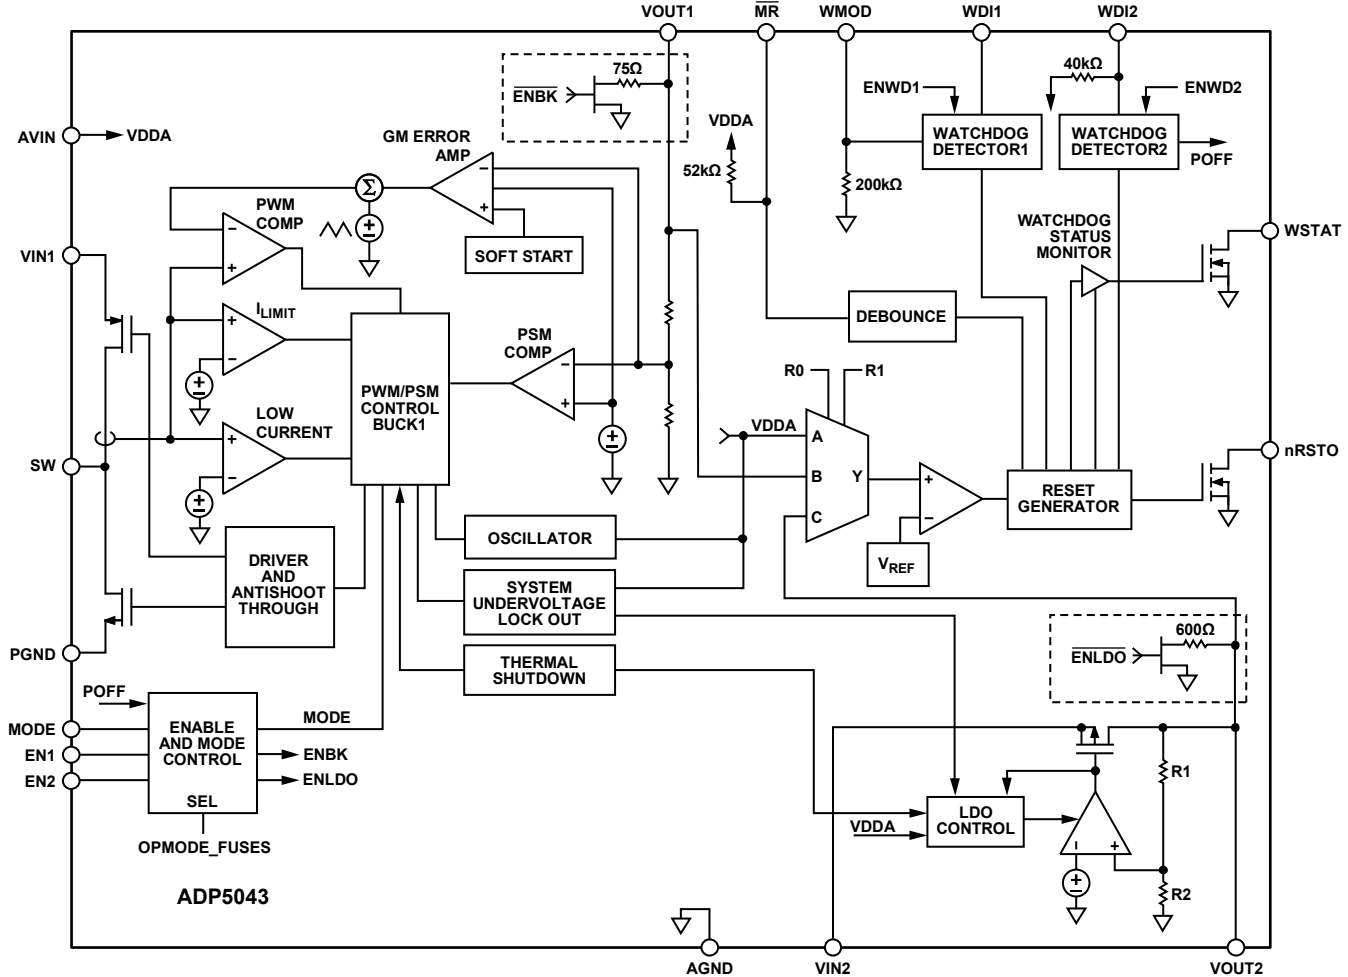 VOUT1
MR
WMOD
WDI1
WDI2
75Ω
ENBK
40kΩ
ENWD1
ENWD2
AVIN
VDDA
GM ERROR
AMP
VDDA
WATCHDOG
DETECTOR1
WATCHDOG
DETECTOR2
POFF
52kΩ
200kΩ
Σ
PWM
COMP
SOFT START
WATCHDOG
STATUS
MONITOR
WSTAT
VIN1
ILIMIT
DEBOUNCE
PSM
COMP
PWM/PSM
CONTROL
BUCK1
R0
R1
LOW
CURRENT
VDDA
A
B
Y
C
SW
nRSTO
RESET
GENERATOR
VREF
OSCILLATOR
DRIVER
AND
ANTISHOOT
THROUGH
SYSTEM
UNDERVOLTAGE
LOCK OUT
600Ω
ENLDO
PGND
THERMAL
SHUTDOWN
POFF
MODE
MODE
EN1
EN2
ENABLE
AND MODE
CONTROL
SEL
ENBK
ENLDO
R1
LDO
CONTROL
VDDA
OPMODE_FUSES
R2
ADP5043
AGND
VIN2
VOUT2